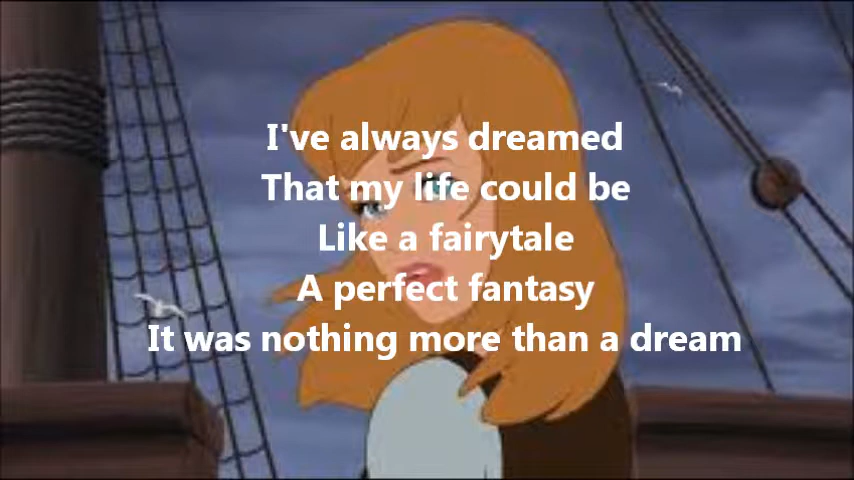 I've always dreamed
That my life could be
Like a fairytale
A perfect fantasy
It was nothing more than a dream